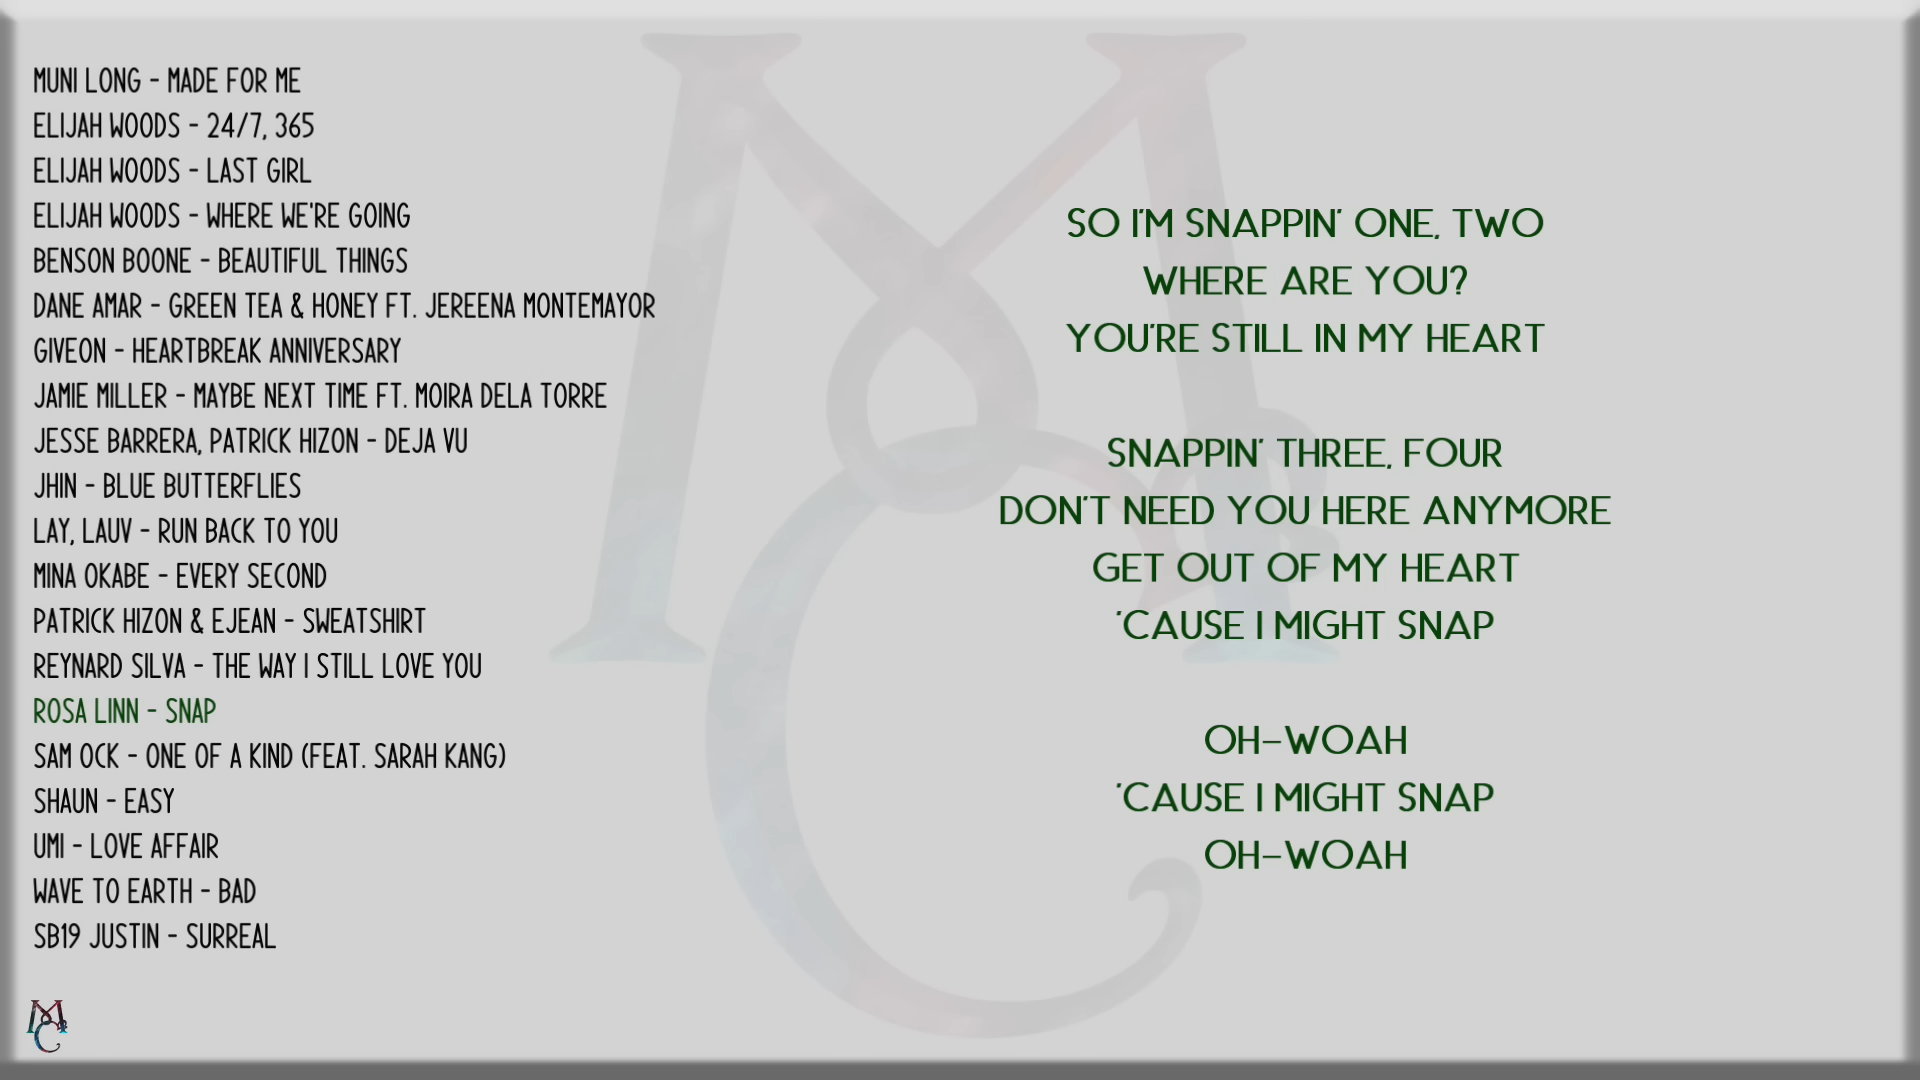 MUNI LONG - MADE FOR ME
ELIJAH WOODS - 24/7, 365
ELIJAH WOODS - LAST GIRL
ELIJAH WOODS - WHERE WE'RE GOING
BENSON BOONE - BEAUTIFUL THINGS
DANE AMAR - GREEN TEA & HONEY FT. JEREENA MONTEMAYOR
GIVEON - HEARTBREAK ANNIVERSARY
JAMIE MILLER - MAYBE NEXT TIME FT. MOIRA DELA TORRE
JESSE BARRERA, PATRICK HIZON - DEJA VU
JHIN - BLUE BUTTERFLIES
LAY, LAUV - RUN BACK TO YOU
MINA OKABE - EVERY SECOND
PATRICK HIZON & EJEAN - SWEATSHIRT
REYNARD SILVA - THE WAY I STILL LOVE YOU
ROSA LINN - SNAP
SAM OCK - ONE OF A KIND (FEAT. SARAH KANG)
SHAUN - EASY
UMI - LOVE AFFAIR
WAVE TO EARTH - BAD
SB19 JUSTIN - SURREAL
SO I'M SNAPPIN' ONE, TWO
WHERE ARE YOU?
YOU'RE STILL IN MY HEART
SNAPPIN' THREE, FOUR
DON'T NEED YOU HERE ANYMORE
GET OUT OF MY HEART
'CAUSE I MIGHT SNAP
OH-WOAH
'CAUSE I MIGHT SNAP
OH-WOAH